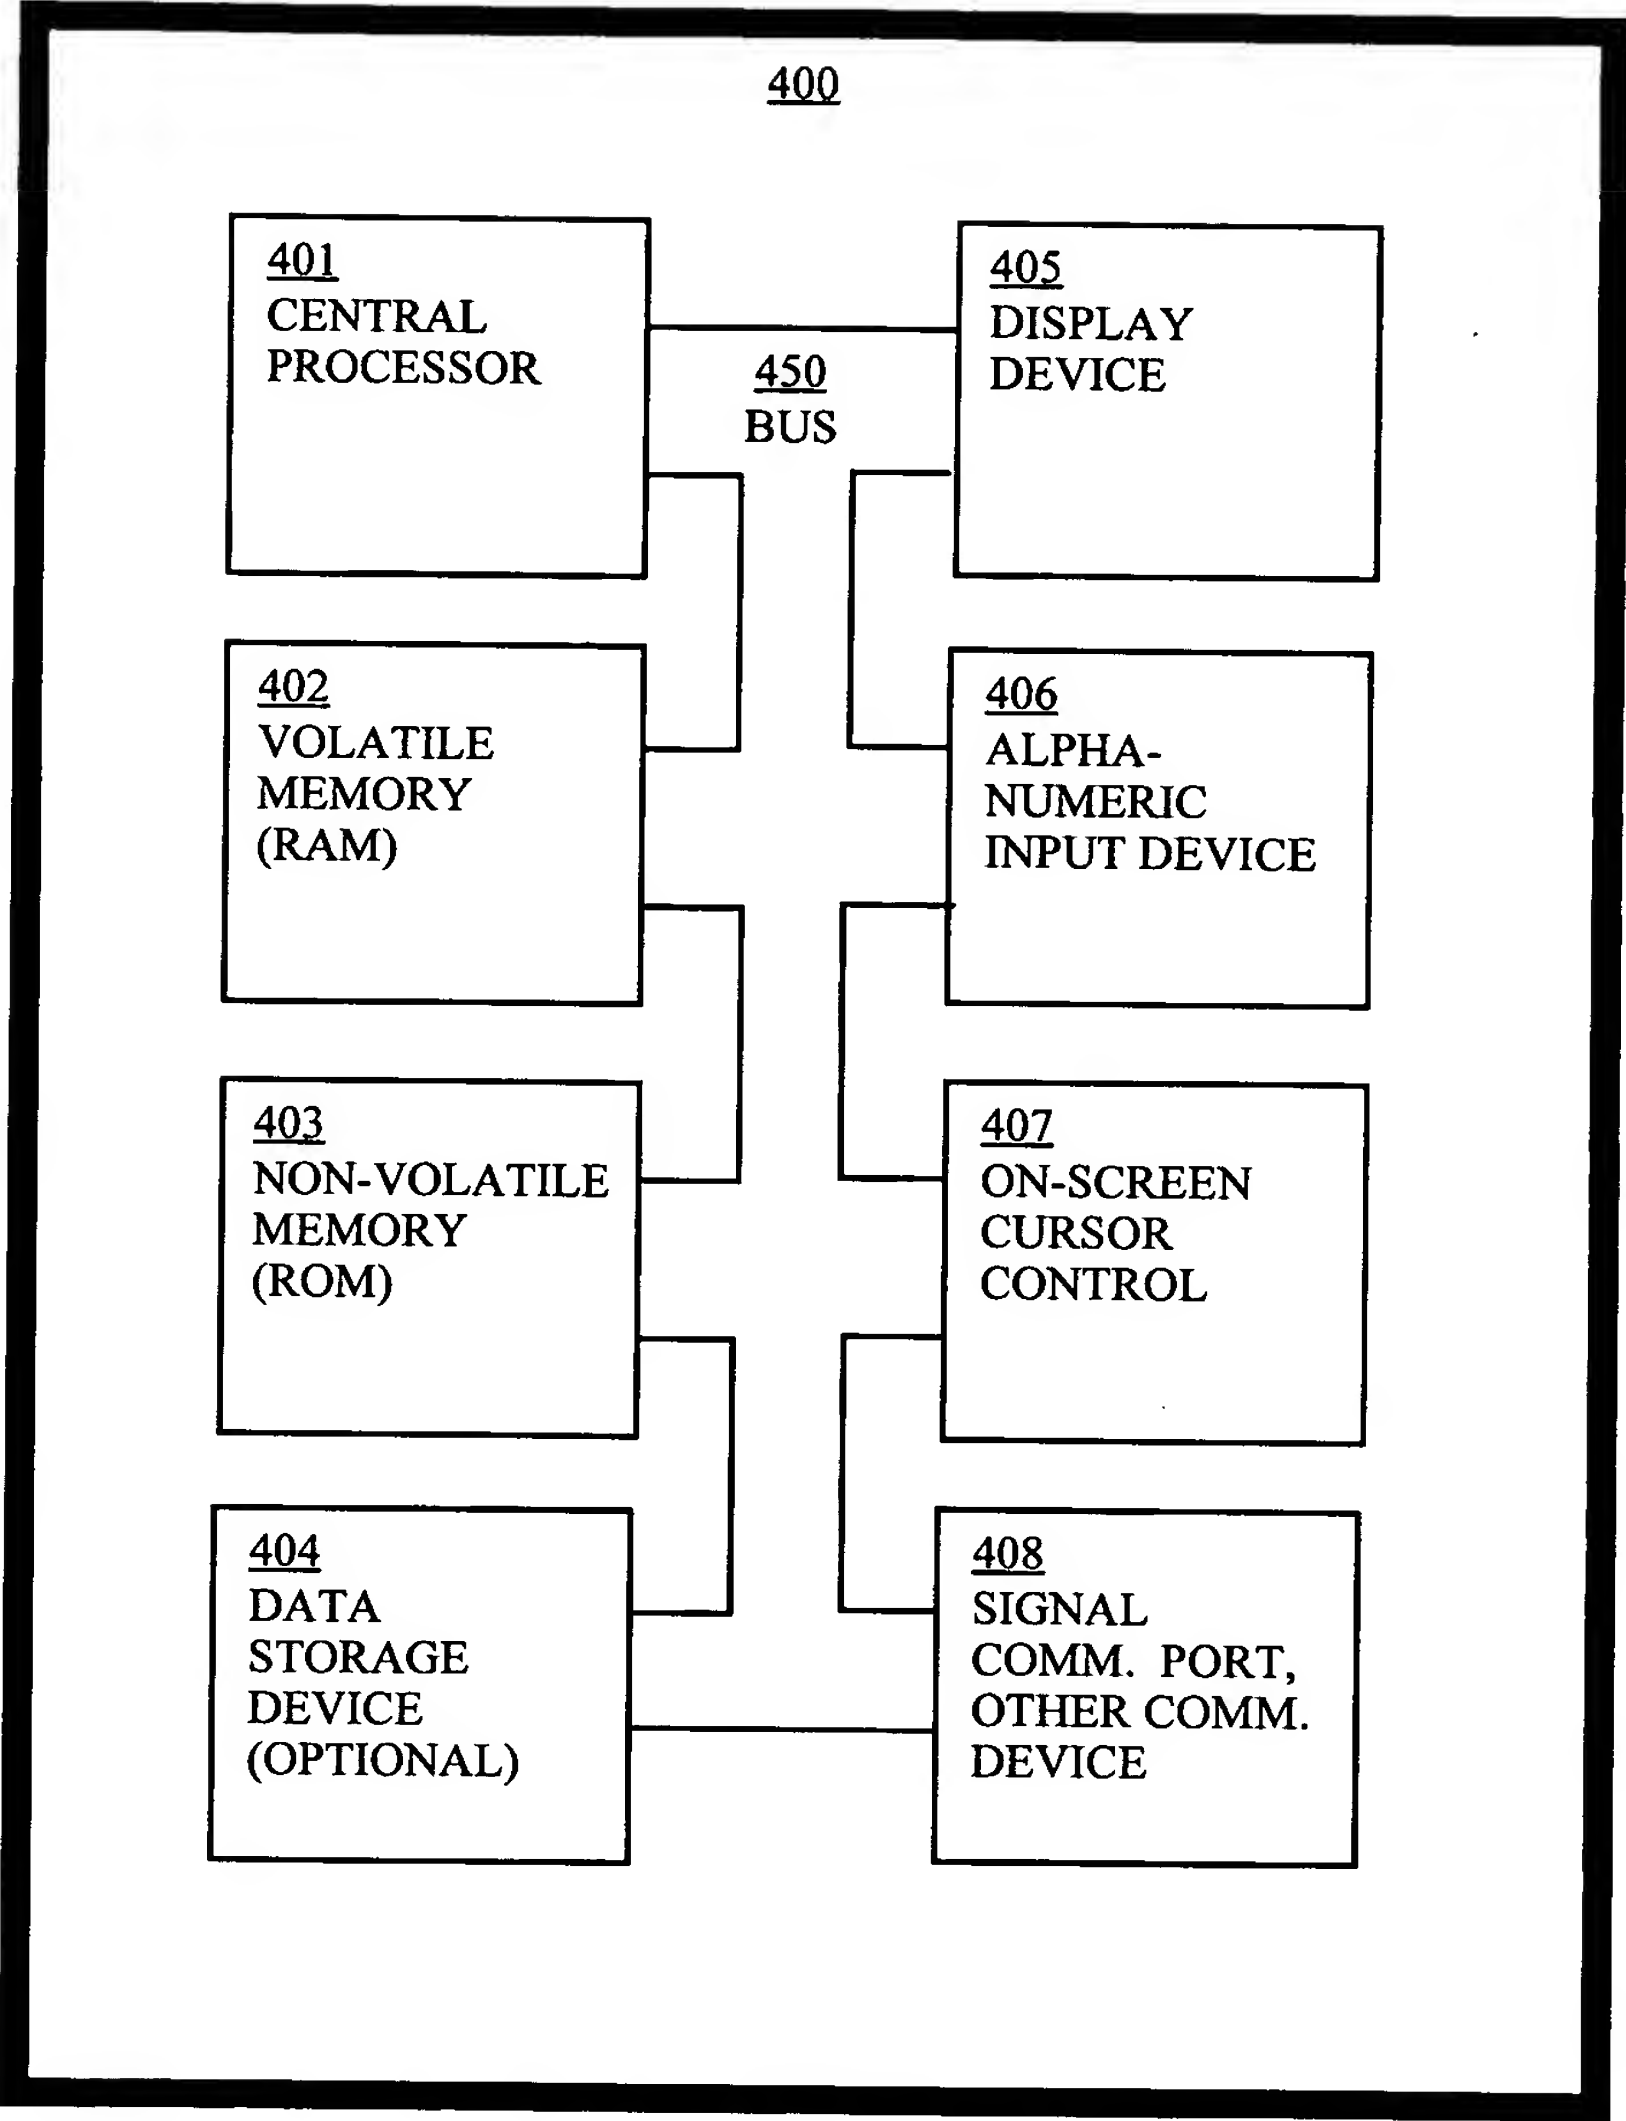 400
401
CENTRAL
PROCESSOR
405
DISPLAY
DEVICE
450
BUS
402
VOLATILE
MEMORY
(RAM)
406
ALPHA-
NUMERIC
INPUT DEVICE
403
NON-VOLATILE
MEMORY
(ROM)
407
ON-SCREEN
CURSOR
CONTROL
404
DATA
STORAGE
DEVICE
(OPTIONAL)
408
SIGNAL
COMM. PORT,
OTHER COMM.
DEVICE